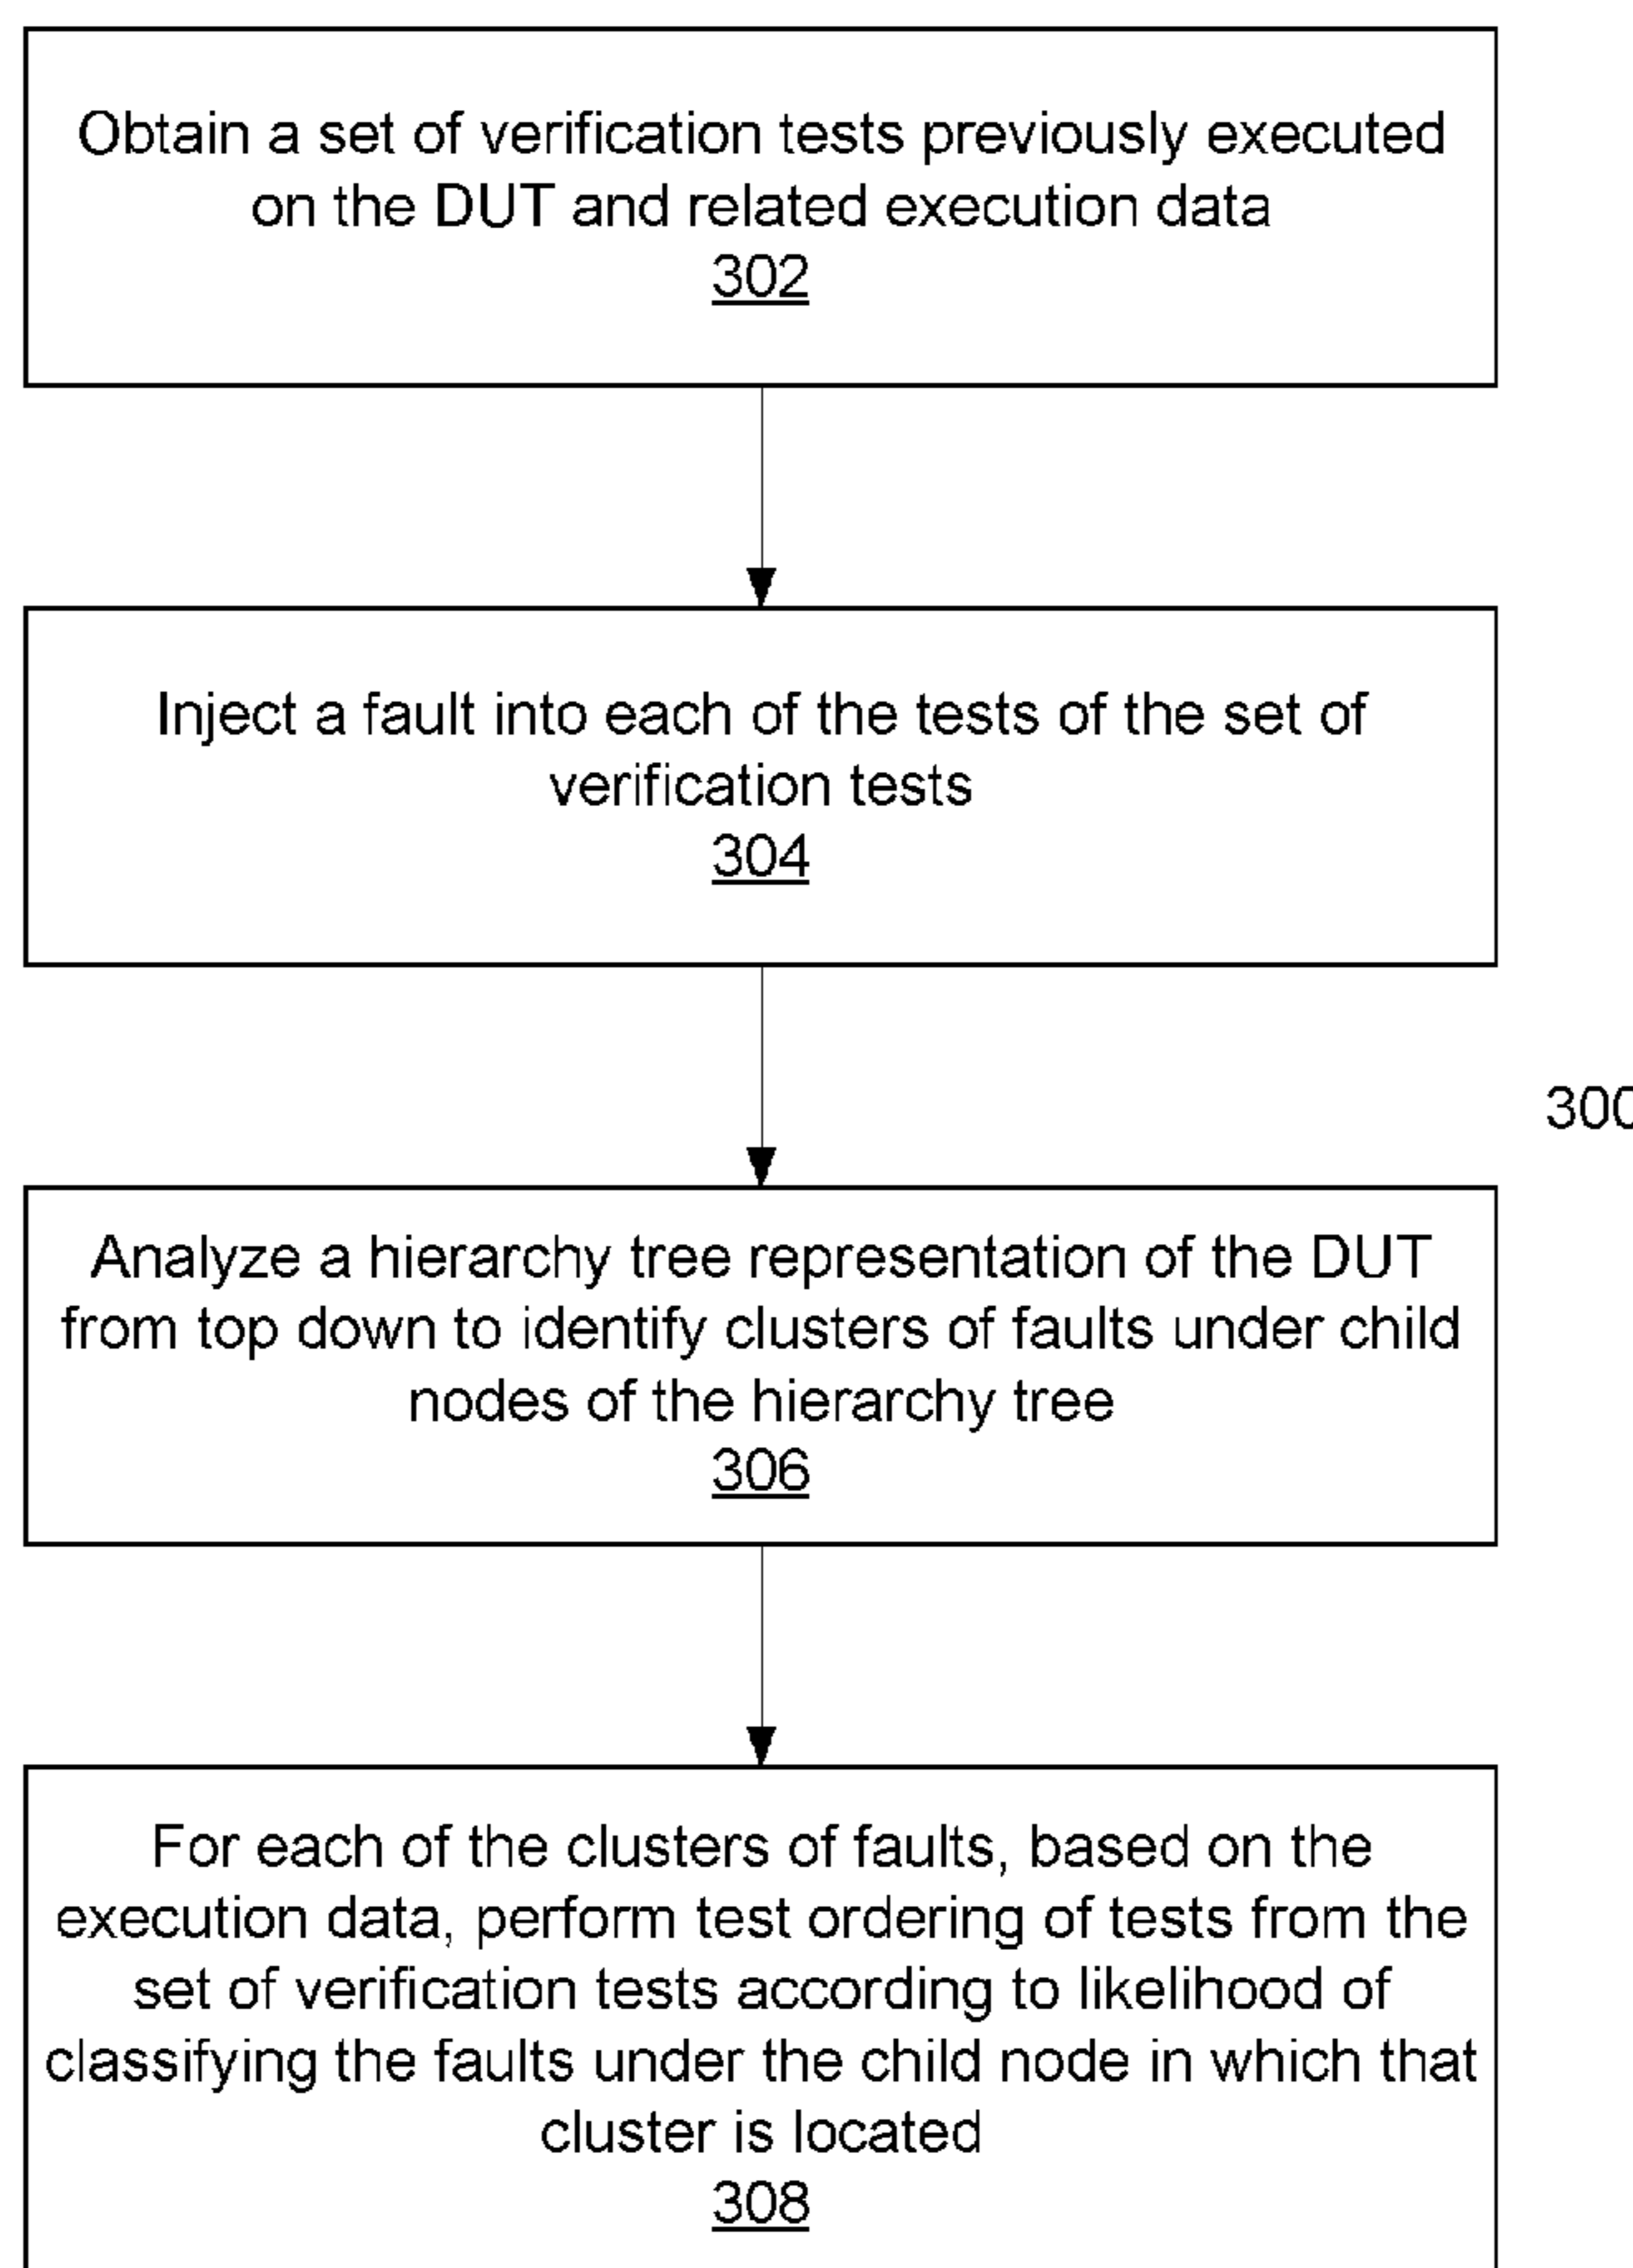 Obtain a set of verification tests previously executed
on the DUT and related execution data
302
Inject a fault into each of the tests of the set of
verification tests
304
300
Analyze a hierarchy tree representation of the DUT
from top down to identify clusters of faults under child
nodes of the hierarchy tree
306
For each of the clusters of faults, based on the
execution data, perform test ordering of tests from the
set of verification tests according to likelihood of
classifying the faults under the child node in which that
cluster is located
308